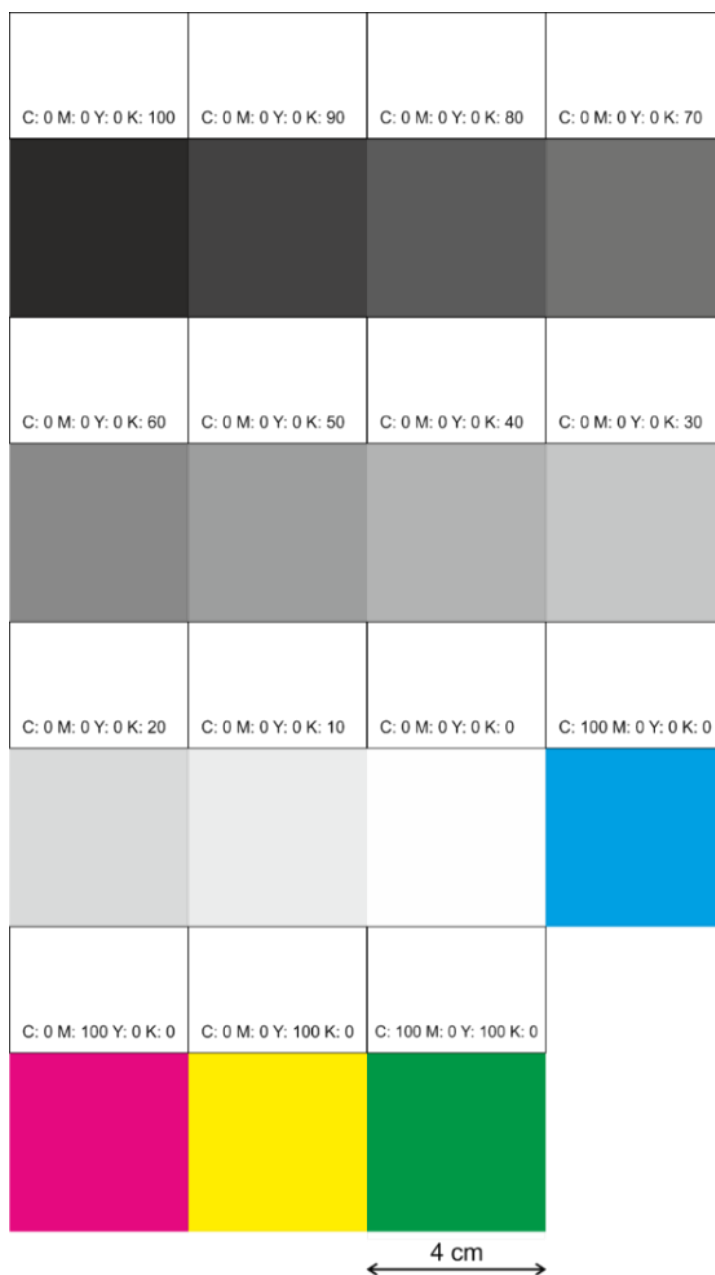 C: 0 M: 0 Y: 0 K: 100
C: 0 M: 0 Y: 0 K: 90
C: 0 M: 0 Y: 0 K: 80
C: 0 M: 0 Y: 0 K: 70
C: 0 M: 0 Y: 0 K: 60
C: 0 M: 0 Y: 0 K: 50
C: 0 M: 0 Y: 0 K: 40
C: 0 M: 0 Y: 0 K: 30
C: 0 M: 0 Y: 0 K: 20
C: 0 M: 0 Y: 0 K: 10
C: 0 M: 0 Y: 0 K: 0
C: 100 M: 0 Y: 0 K: 0
C: 0 M: 100 Y: 0 K: 0
C: 0 M: 0 Y: 100 K: 0
C: 100 M: 0 Y: 100 K: 0
4 cm